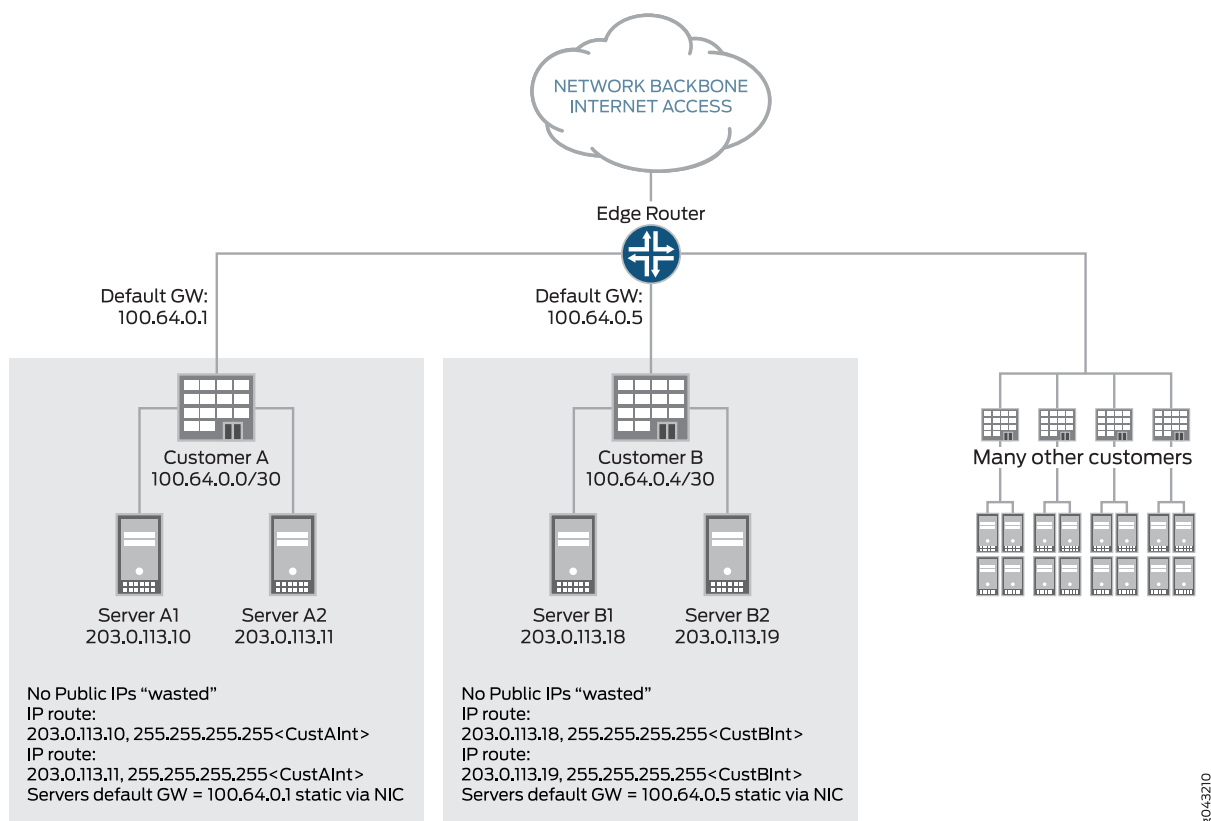 NETWORK BACKBONE
INTERNET ACCESS
Edge Router
Default GW:
100.64.0.1
Default GW:
100.64.0.5
Customer A
100.64.0.0/30
Customer B
100.64.0.4/30
Many other customers
Server A1
203.0.113.10
Server A2
203.0.113.11
Server B1
203.0.113.18
Server B2
203.0.113.19
No Public IPs “wasted”
IP route:
203.0.113.10, 255.255.255.255<CustAInt>
IP route:
203.0.113.11, 255.255.255.255<CustAInt>
Servers default GW = 100.64.0.1 static via NIC
No Public IPs “wasted”
IP route:
203.0.113.18, 255.255.255.255<CustBInt>
IP route:
203.0.113.19, 255.255.255.255<CustBInt>
Servers default GW = 100.64.0.5 static via NIC
g043210